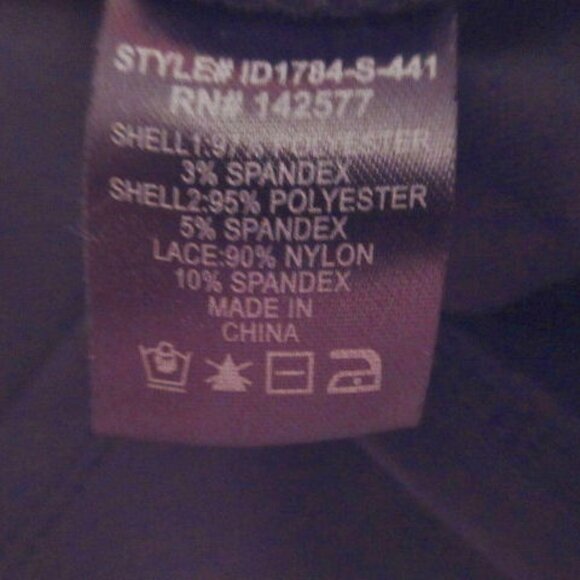 STYLE# ID1784-S-441
RN# 142577
SHELL1:97% POLYESTER
3% SPANDEX
SHELL2:95% POLYESTER
5% SPANDEX
LACE:90% NYLON
10% SPANDEX
MADE IN
CHINA